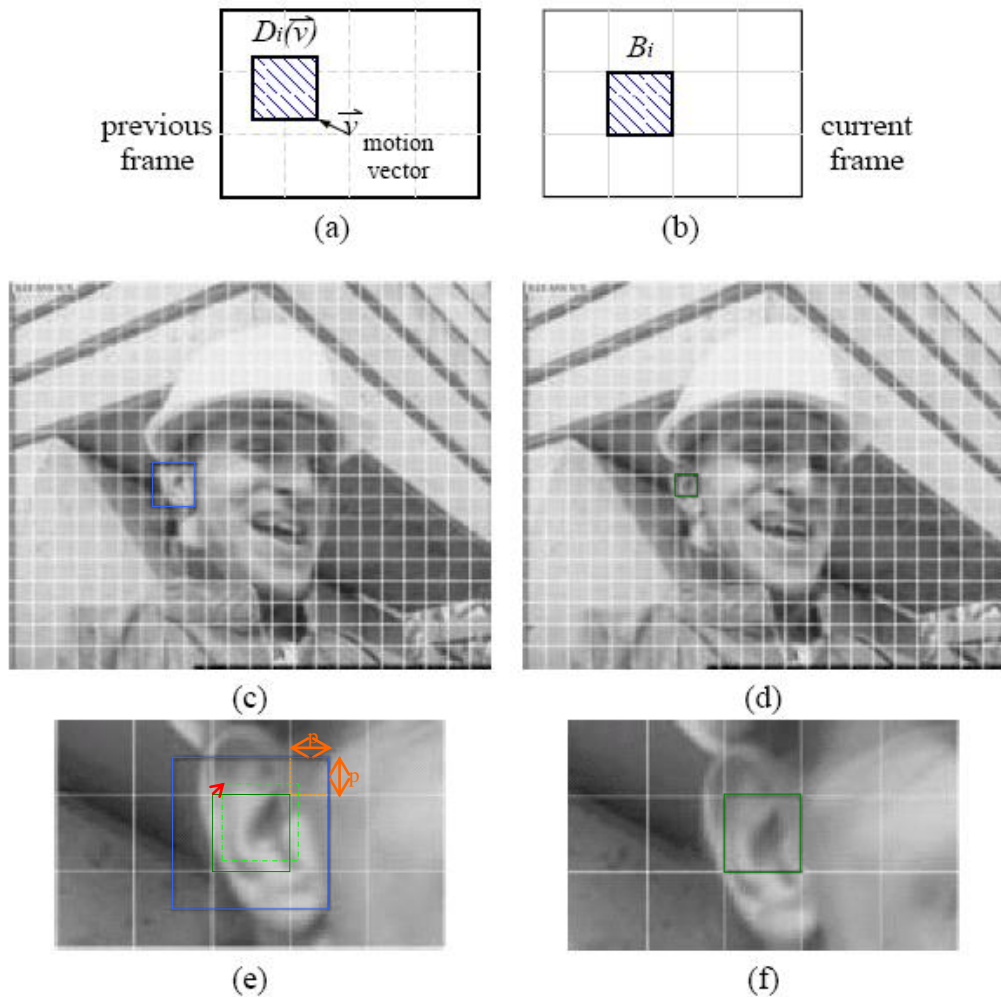 Di(v⃗)
Bi
previous
frame
v⃗
motion
vector
current
frame
(a)
(b)
(c)
(d)
p
p
(e)
(f)